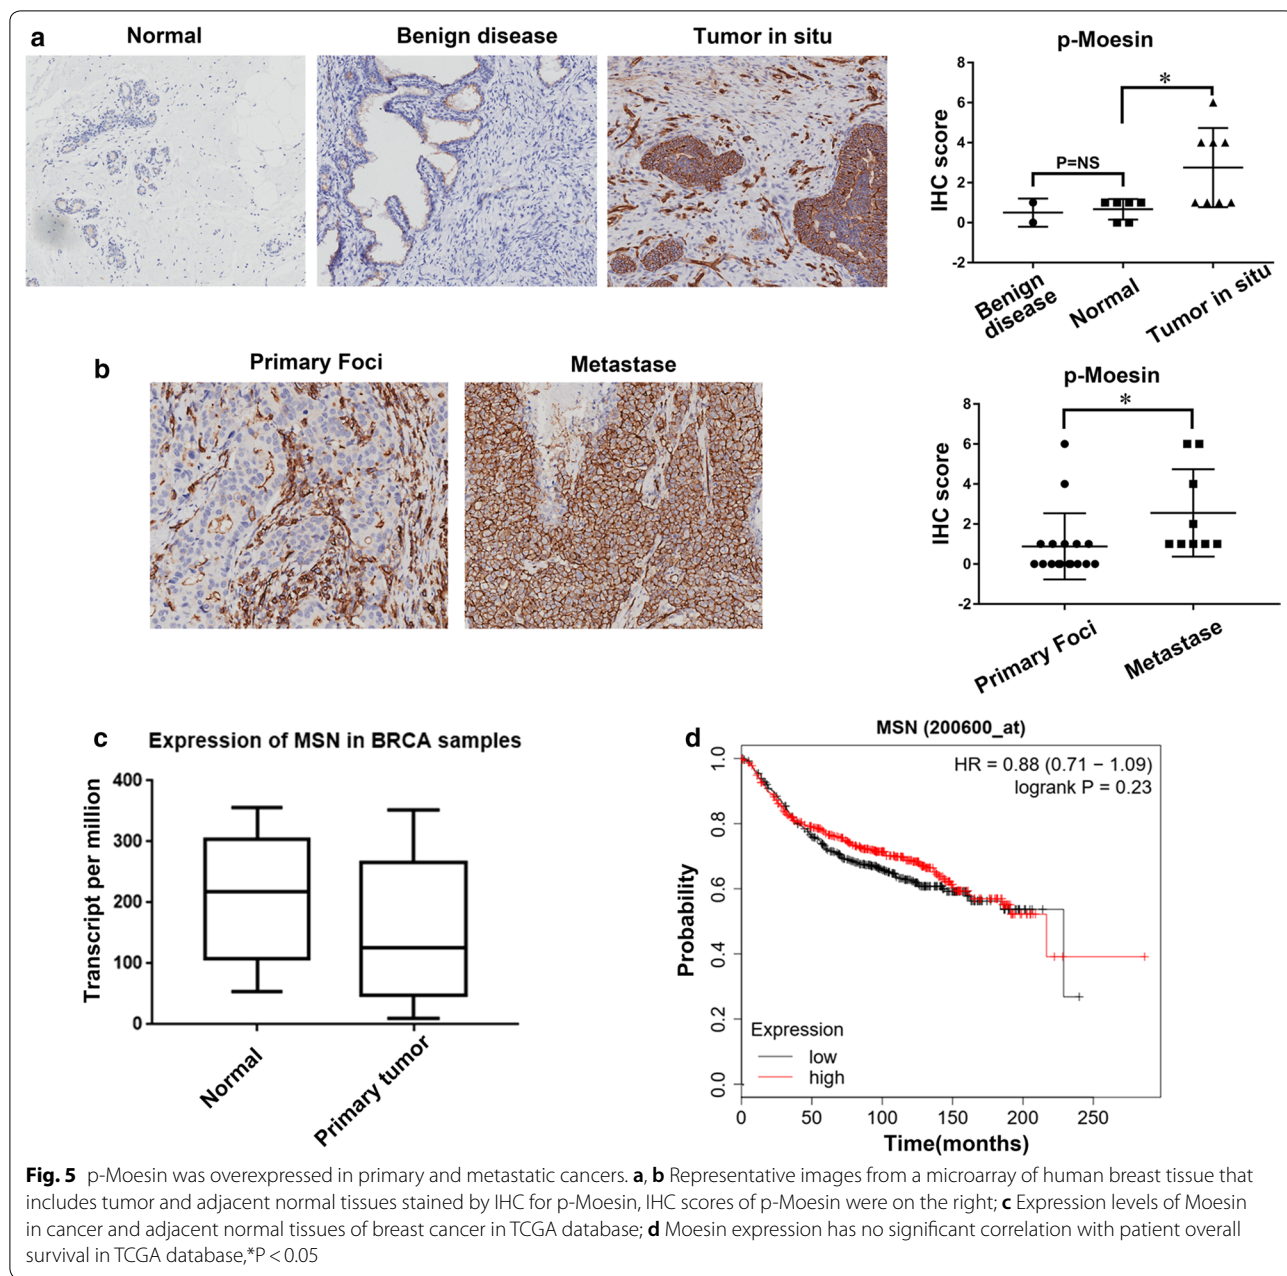 a
Normal
Benign disease
Tumor in situ
p-Moesin
IHC score
8
6
4
2
0
-2
P=NS
*
Benign disease
Normal
Tumor in situ
b
Primary Foci
Metastase
p-Moesin
IHC score
8
6
4
2
0
-2
*
Primary Foci
Metastase
c
Expression of MSN in BRCA samples
Transcript per million
400
300
200
100
0
Normal
Primary tumor
d
MSN (200600_at)
HR = 0.88 (0.71 − 1.09)
logrank P = 0.23
Probability
1.0
0.8
0.6
0.4
0.2
0.0
Expression
low
high
0 50 100 150 200 250
Time(months)
Fig. 5 p-Moesin was overexpressed in primary and metastatic cancers. a, b Representative images from a microarray of human breast tissue that
includes tumor and adjacent normal tissues stained by IHC for p-Moesin, IHC scores of p-Moesin were on the right; c Expression levels of Moesin
in cancer and adjacent normal tissues of breast cancer in TCGA database; d Moesin expression has no significant correlation with patient overall
survival in TCGA database,*P < 0.05